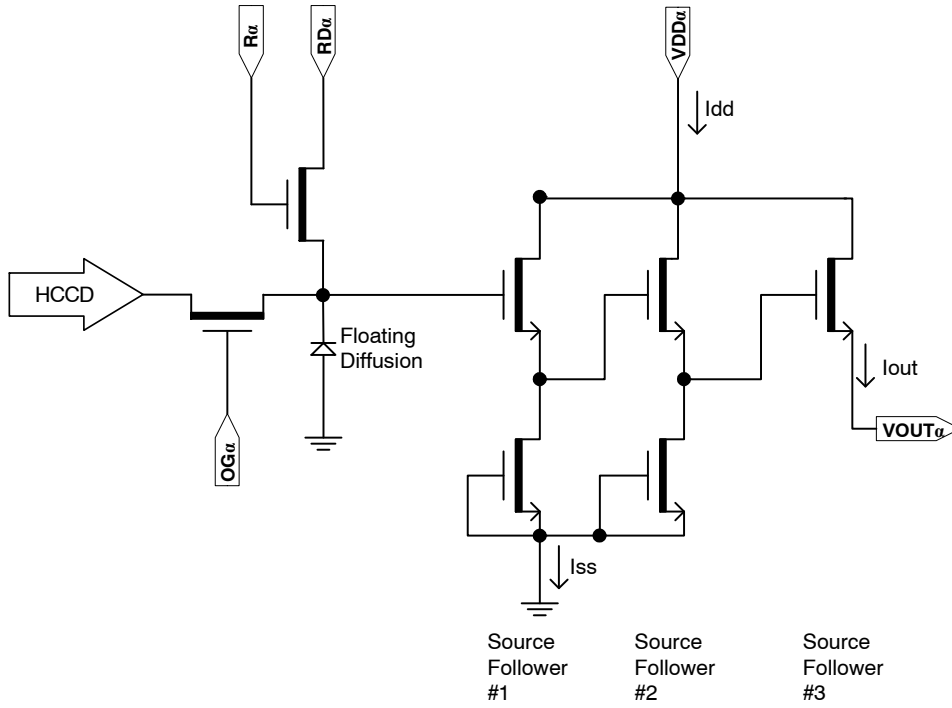 Rα
RDα
VDDα
Idd
HCCD
Floating
Diffusion
Iout
VOUTα
OGα
Iss
Source
Follower
#1
Source
Follower
#2
Source
Follower
#3